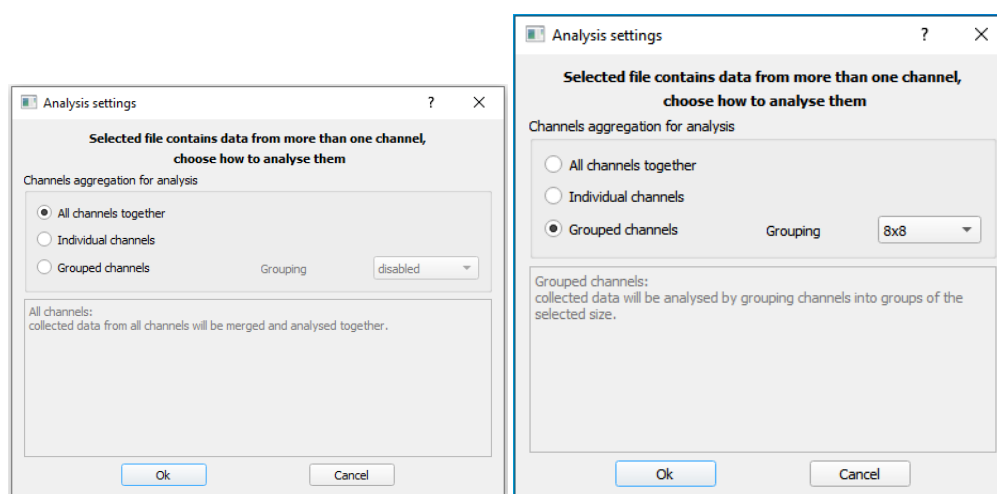 Analysis settings
?
Selected file contains data from more than one channel,
choose how to analyse them
Channels aggregation for analysis
All channels together
Individual channels
Grouped channels Grouping disabled
All channels:
collected data from all channels will be merged and analysed together.
Ok Cancel
Analysis settings
?
Selected file contains data from more than one channel,
choose how to analyse them
Channels aggregation for analysis
All channels together
Individual channels
Grouped channels Grouping 8x8
Grouped channels:
collected data will be analysed by grouping channels into groups of the
selected size.
Ok Cancel